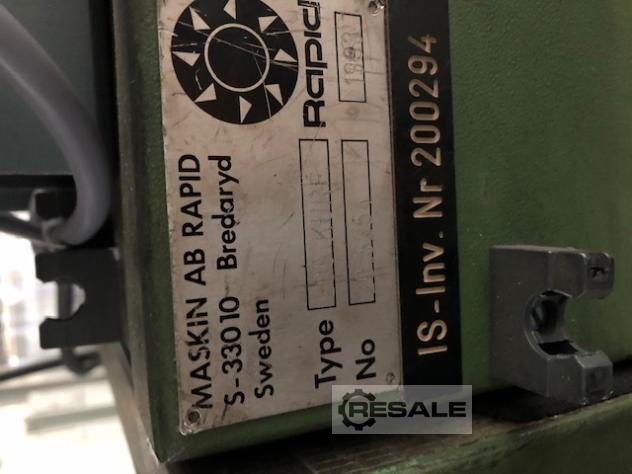 MASKIN AB RAPID
S-33010 Bredaryd
Sweden
Rapid
Type
No
IS-Inv. Nr 200294
RESALE